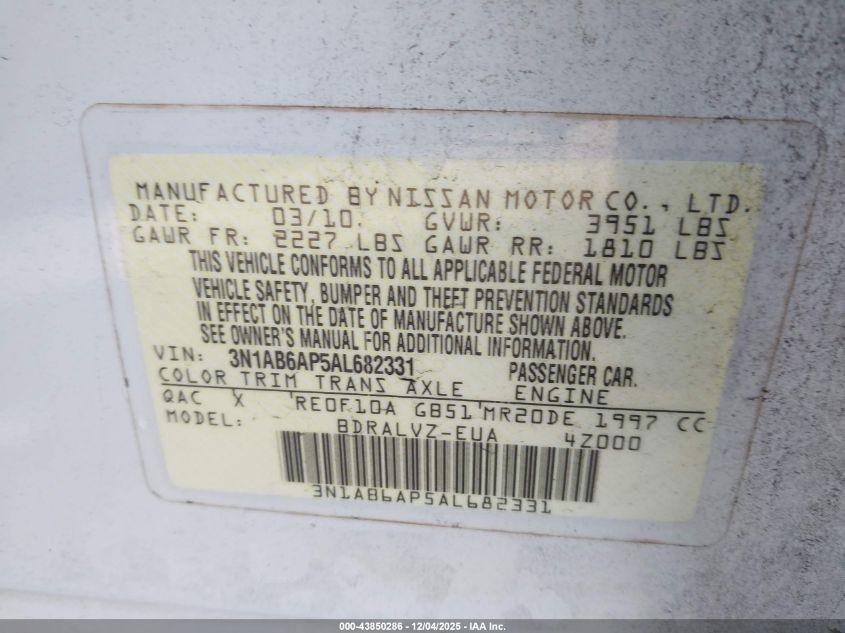 MANUFACTURED BY NISSAN MOTOR CO., LTD.
DATE: 03/10. GVWR: 3951 LBS
GAWR FR: 2227 LBS GAWR RR: 1810 LBS
THIS VEHICLE CONFORMS TO ALL APPLICABLE FEDERAL MOTOR
VEHICLE SAFETY, BUMPER AND THEFT PREVENTION STANDARDS
IN EFFECT ON THE DATE OF MANUFACTURE SHOWN ABOVE.
SEE OWNER'S MANUAL FOR ADDITIONAL INFORMATION.
VIN: 3N1AB6AP5AL682331 PASSENGER CAR.
COLOR TRIM TRANS AXLE ENGINE
QAC X RE0F10A GB51 MR20DE 1997 CC
MODEL: BDRALVZ-EUA 4Z000
3N1AB6AP5AL682331
000-43850286 - 12/04/2025 - IAA Inc.